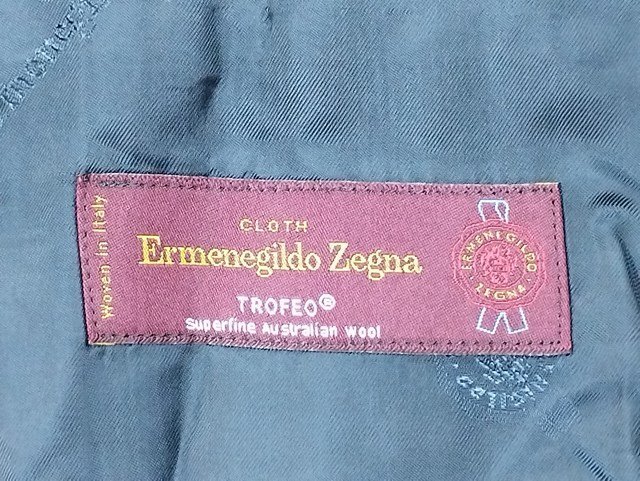 Woven In Italy
CLOTH
Ermenegildo Zegna
TROFEO®
Superfine Australian Wool
ERMENEGILDO
ZEGNA